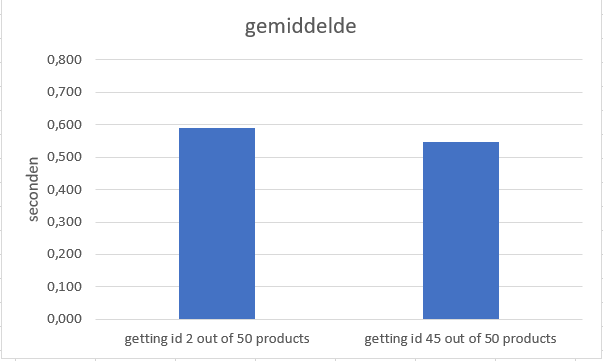 gemiddelde
0,800
0,700
0,600
0,500
0,400
0,300
0,200
0,100
0,000
seconden
getting id 2 out of 50 products
getting id 45 out of 50 products